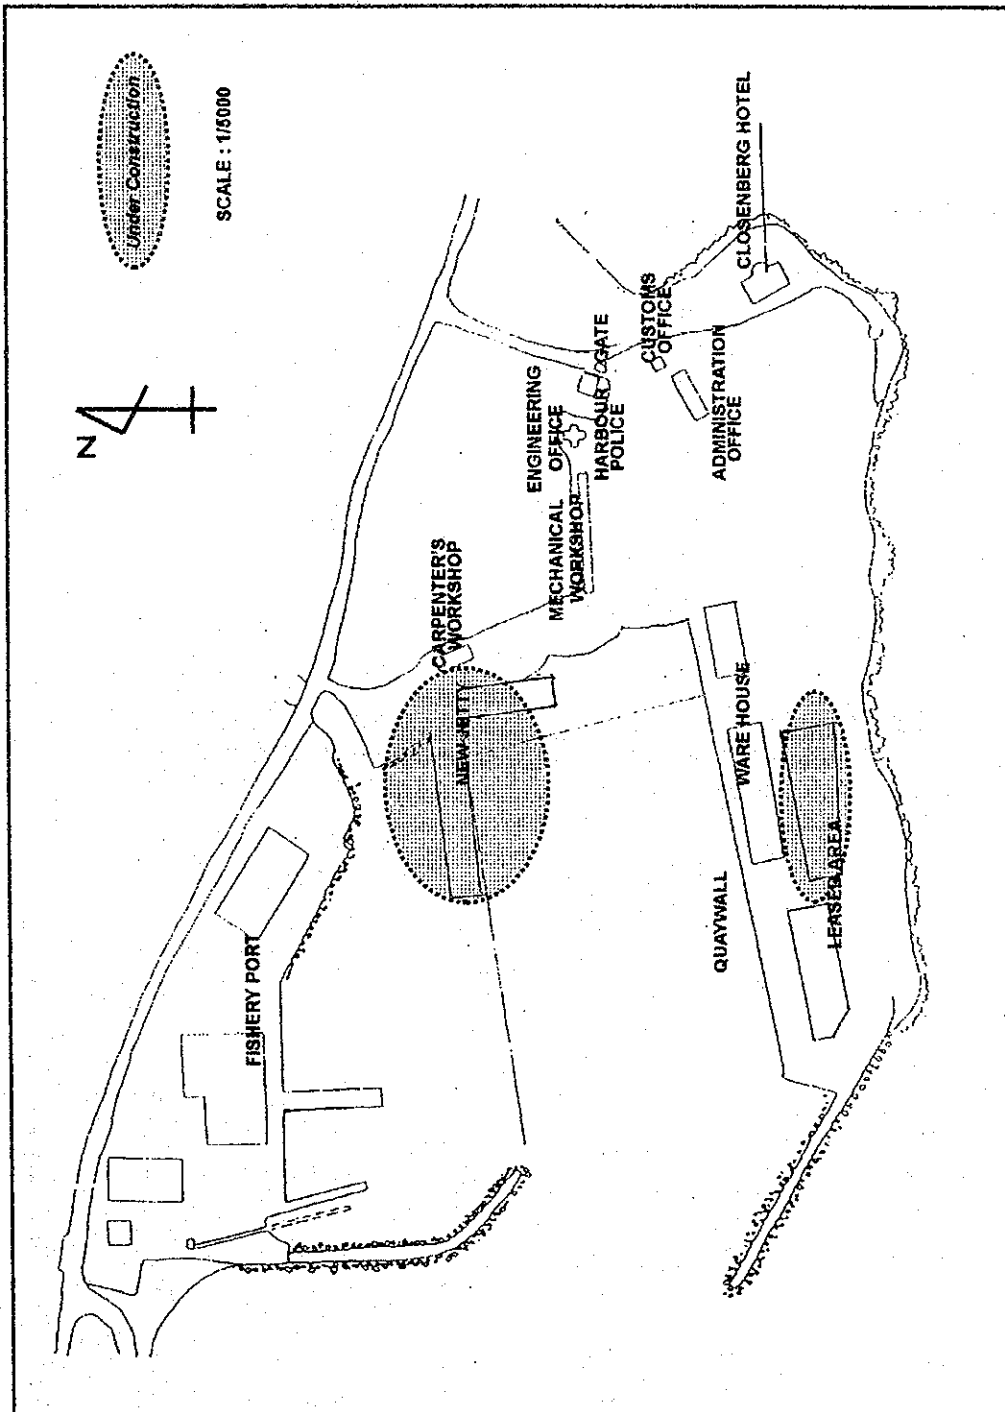 Under Construction
SCALE : 1/5000
N
CLOSENBERG HOTEL
CUSTOMS
OFFICE
GATE
ENGINEERING
OFFICE
HARBOUR
POLICE
ADMINISTRATION
OFFICE
MECHANICAL
WORKSHOP
CARPENTER'S
WORKSHOP
NEW JETTY
WARE HOUSE
LEASED AREA
QUAYWALL
FISHERY PORT